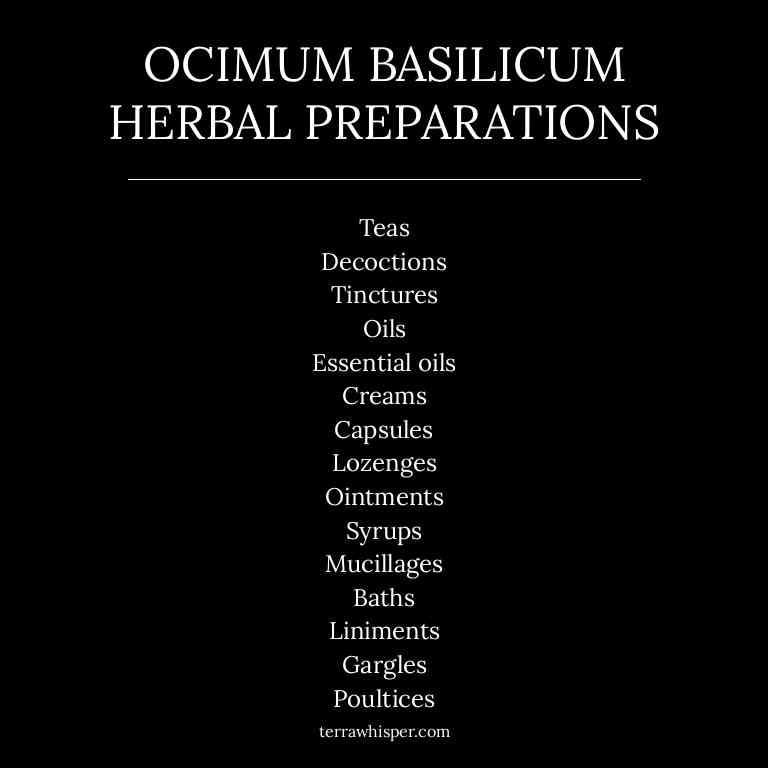 OCIMUM BASILICUM
HERBAL PREPARATIONS
Teas
Decoctions
Tinctures
Oils
Essential oils
Creams
Capsules
Lozenges
Ointments
Syrups
Mucillages
Baths
Liniments
Gargles
Poultices
terrawhisper.com